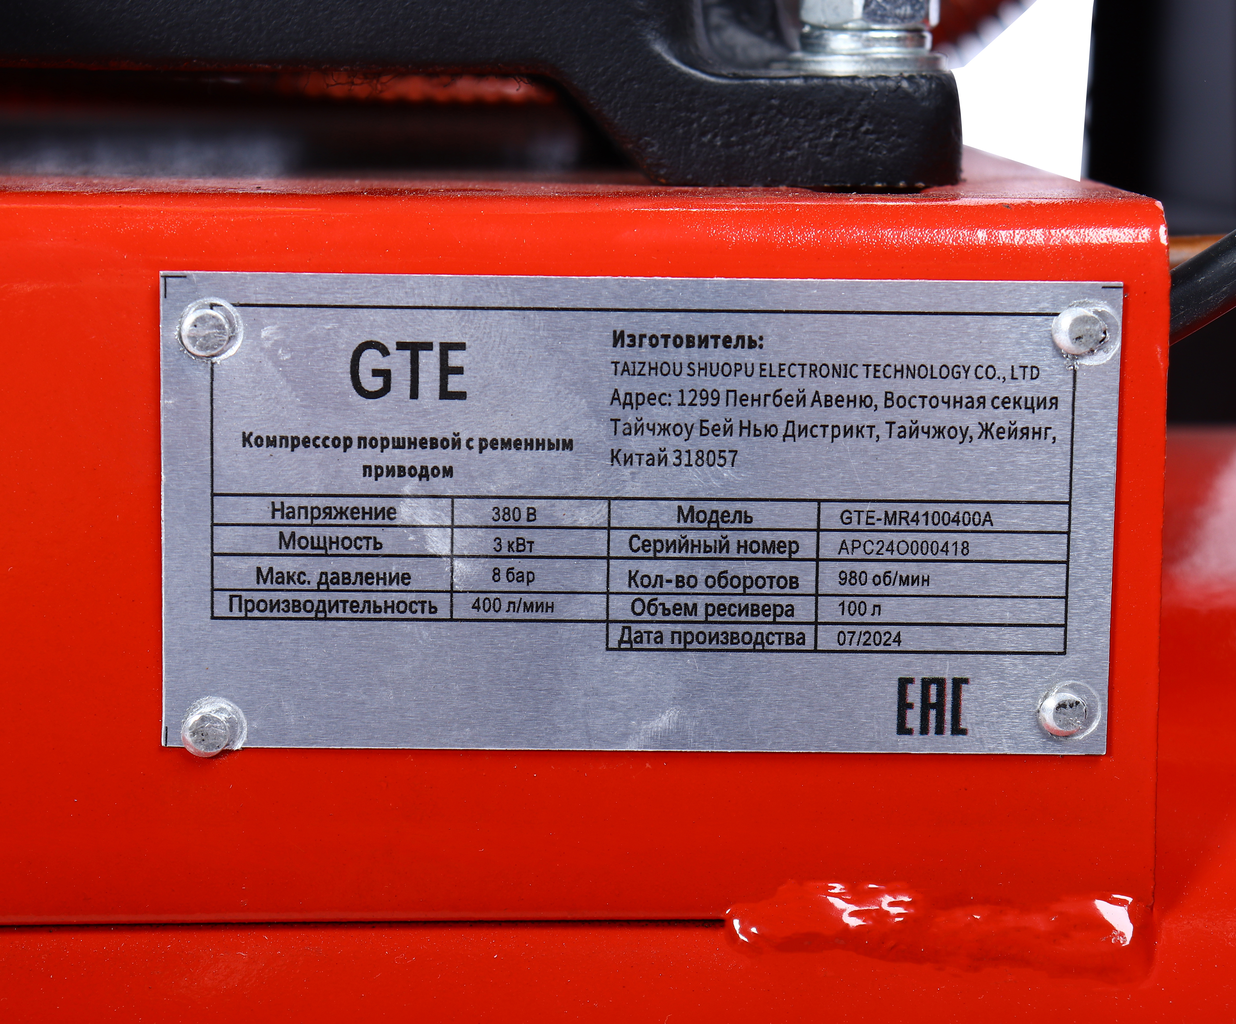 GTE
Компрессор поршневой с ременным
приводом
Изготовитель:
TAIZHOU SHUOPU ELECTRONIC TECHNOLOGY CO., LTD
Адрес: 1299 Пенгбей Авеню, Восточная секция
Тайчжоу Бей Нью Дистрикт, Тайчжоу, Жейянг,
Китай 318057
Напряжение 380 В Модель GTE-MR4100400A
Мощность 3 кВт Серийный номер APC24O000418
Макс. давление 8 бар Кол-во оборотов 980 об/мин
Производительность 400 л/мин Объем ресивера 100 л
Дата производства 07/2024
EAC